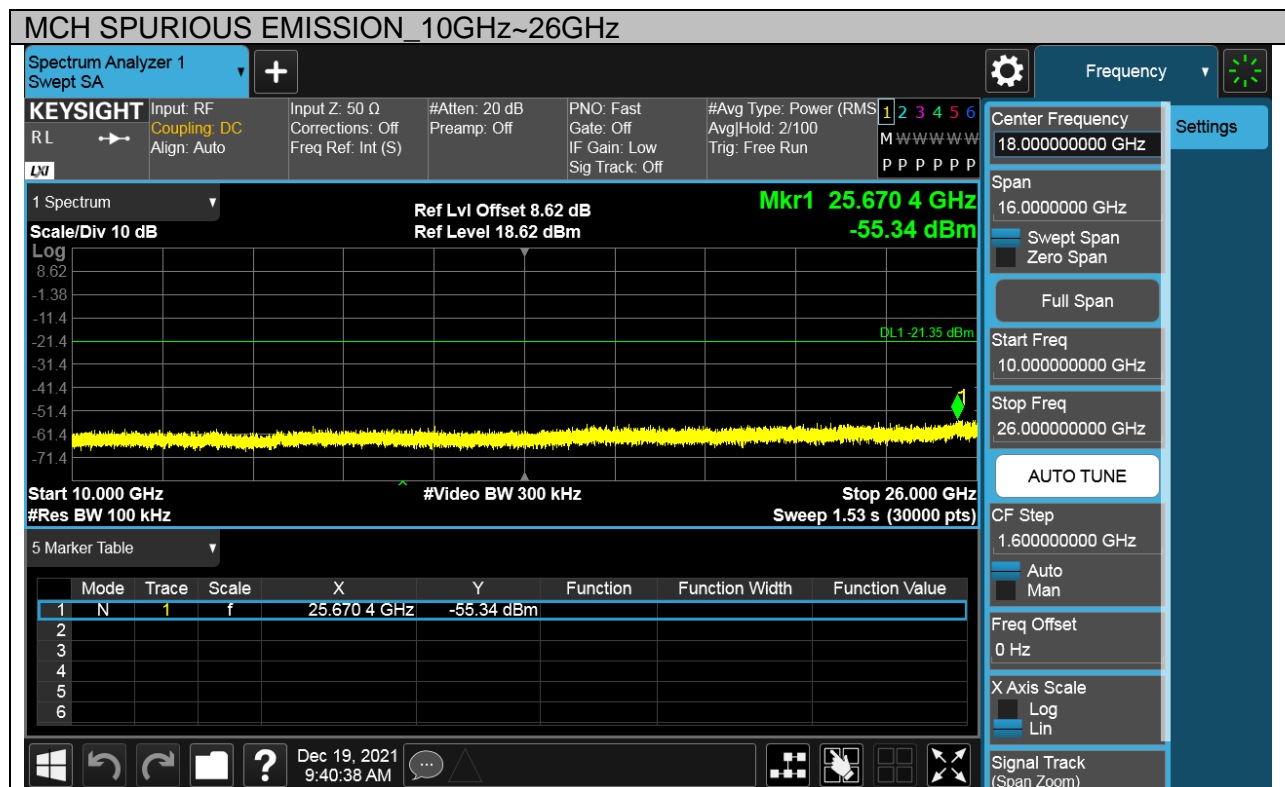 MCH SPURIOUS EMISSION_10GHz~26GHz
Spectrum Analyzer 1
Swept SA
+
Frequency
KEYSIGHT
RL
LXI
Input: RF
Coupling: DC
Align: Auto
Input Z: 50 Ω
Corrections: Off
Freq Ref: Int (S)
#Atten: 20 dB
Preamp: Off
PNO: Fast
Gate: Off
IF Gain: Low
Sig Track: Off
#Avg Type: Power (RMS
Avg|Hold: 2/100
Trig: Free Run
1 2 3 4 5 6
M W W W W W
P P P P P P
Settings
1 Spectrum
Scale/Div 10 dB
Ref Lvl Offset 8.62 dB
Ref Level 18.62 dBm
Mkr1 25.670 4 GHz
-55.34 dBm
Log
8.62
-1.38
-11.4
-21.4
-31.4
-41.4
-51.4
-61.4
-71.4
DL1 -21.35 dBm
1
Start 10.000 GHz
#Res BW 100 kHz
#Video BW 300 kHz
Stop 26.000 GHz
Sweep 1.53 s (30000 pts)
5 Marker Table
Mode Trace Scale X Y Function Function Width Function Value
1 N 1 f 25.670 4 GHz -55.34 dBm
2
3
4
5
6
?
Dec 19, 2021
9:40:38 AM
Center Frequency
18.000000000 GHz
Span
16.0000000 GHz
Swept Span
Zero Span
Full Span
Start Freq
10.000000000 GHz
Stop Freq
26.000000000 GHz
AUTO TUNE
CF Step
1.600000000 GHz
Auto
Man
Freq Offset
0 Hz
X Axis Scale
Log
Lin
Signal Track
(Span Zoom)